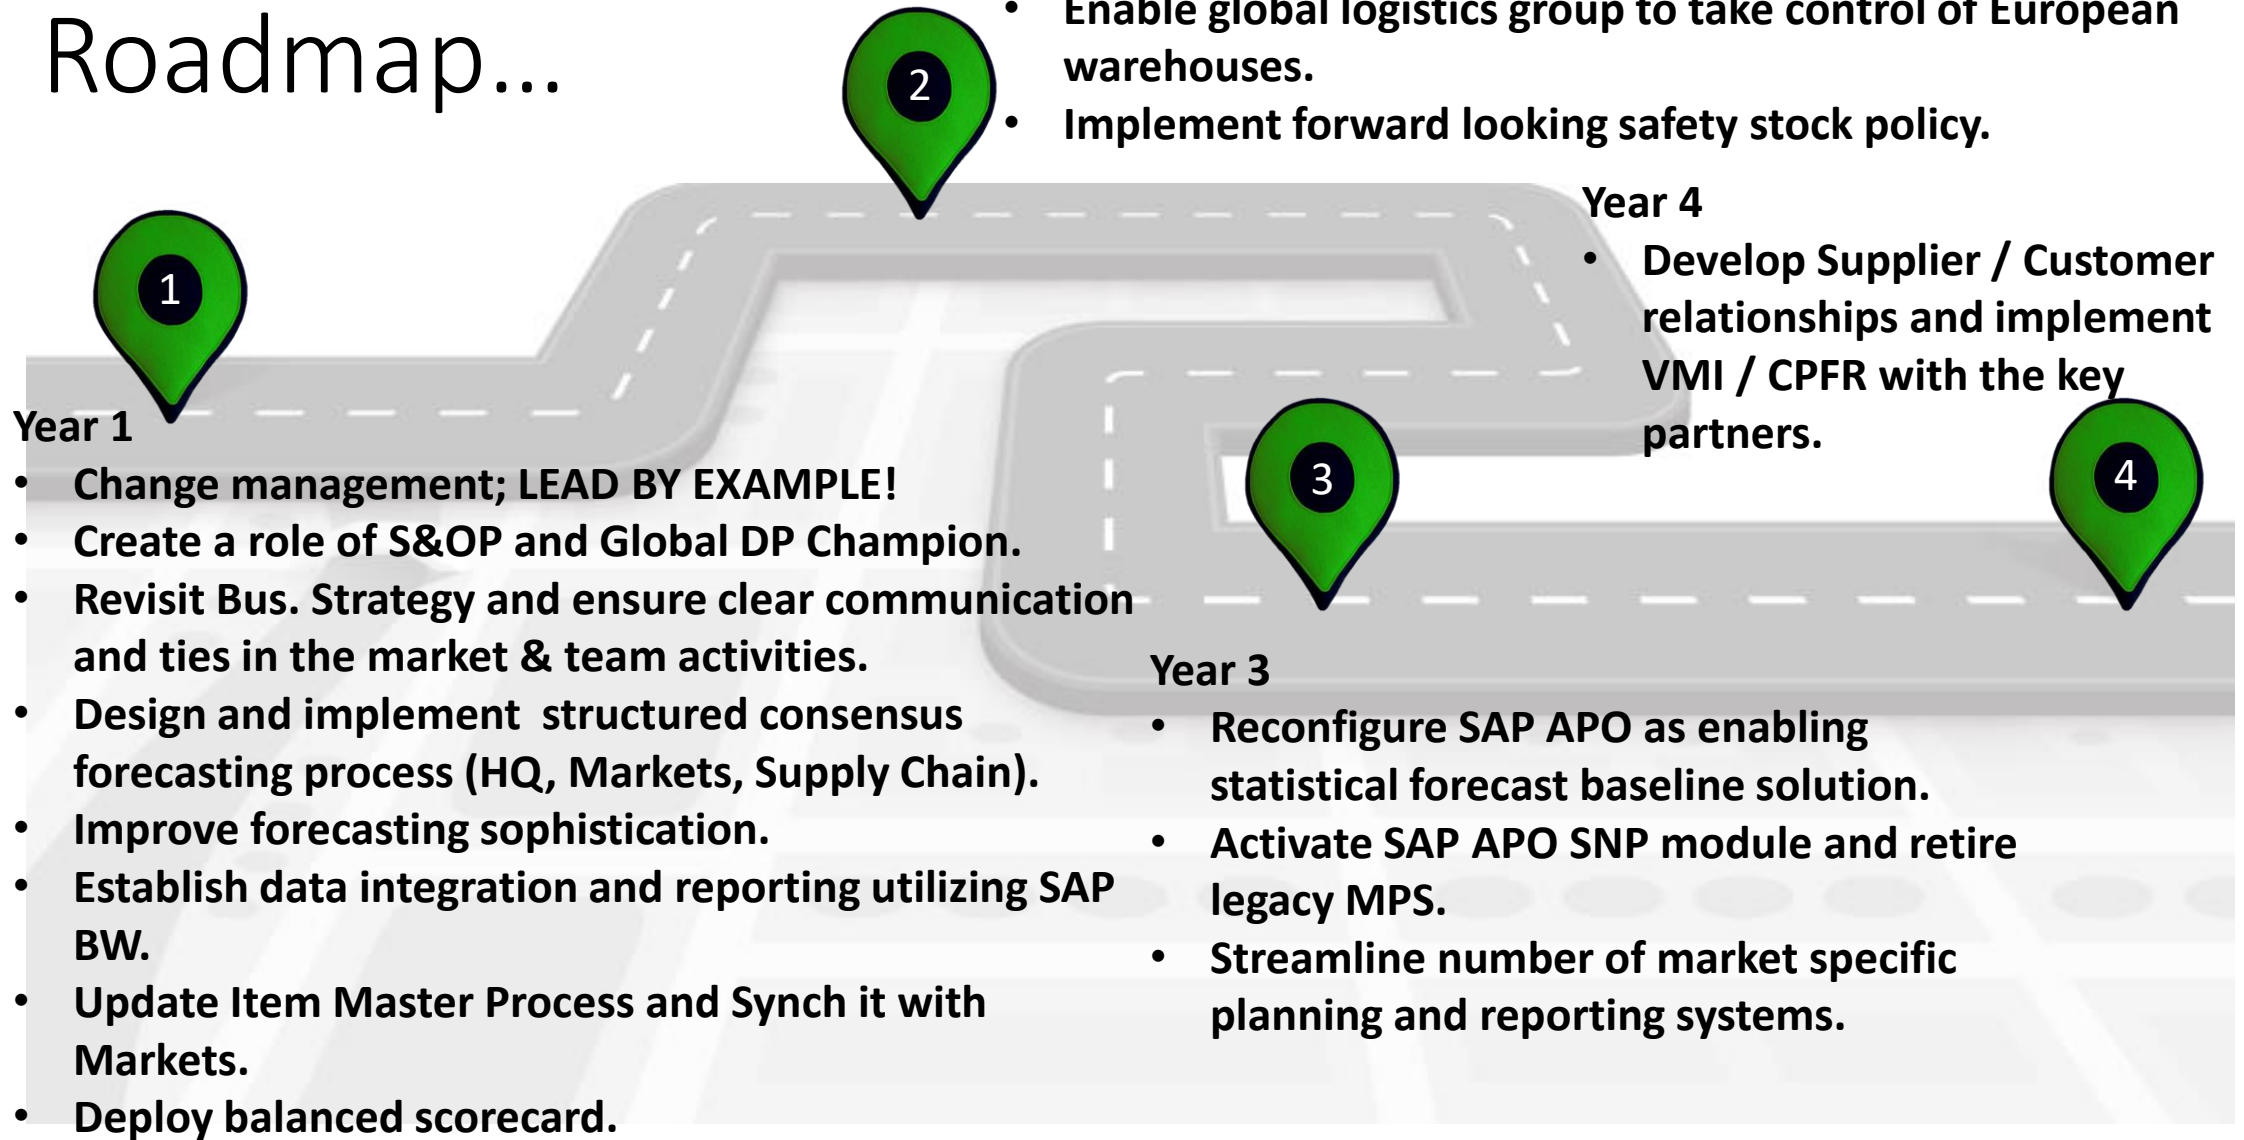 Roadmap...
1
Year 1
• Change management; LEAD BY EXAMPLE!
• Create a role of S&OP and Global DP Champion.
• Revisit Bus. Strategy and ensure clear communication
and ties in the market & team activities.
• Design and implement structured consensus
forecasting process (HQ, Markets, Supply Chain).
• Improve forecasting sophistication.
• Establish data integration and reporting utilizing SAP
BW.
• Update Item Master Process and Synch it with
Markets.
• Deploy balanced scorecard.
2
• Enable global logistics group to take control of European
warehouses.
• Implement forward looking safety stock policy.
3
Year 3
• Reconfigure SAP APO as enabling
statistical forecast baseline solution.
• Activate SAP APO SNP module and retire
legacy MPS.
• Streamline number of market specific
planning and reporting systems.
Year 4
• Develop Supplier / Customer
relationships and implement
VMI / CPFR with the key
partners.
4